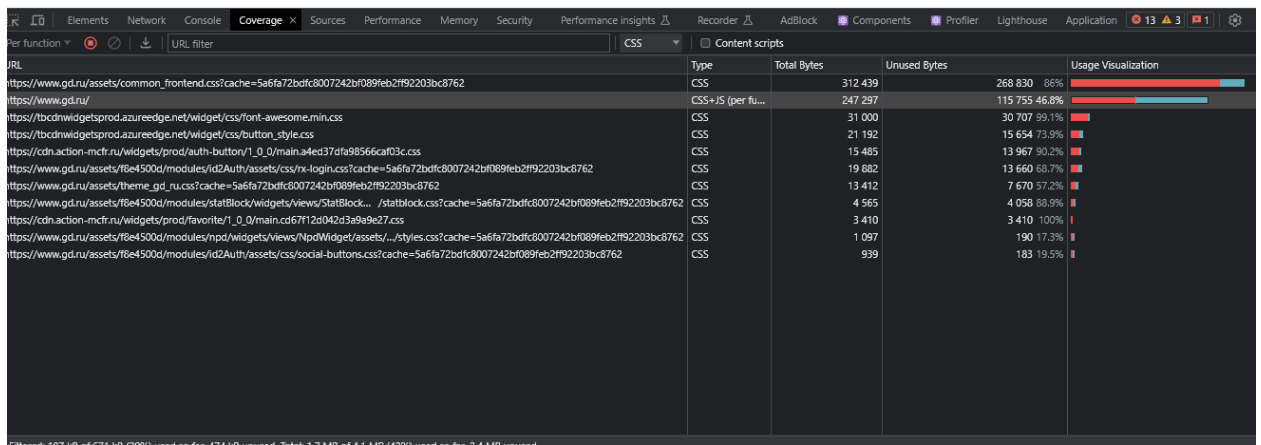 Elements Network Console Coverage × Sources Performance Memory Security Performance insights Recorder AdBlock Components Profiler Lighthouse Application 13 3 1
Per function URL filter CSS Content scripts
URL Type Total Bytes Unused Bytes Usage Visualization
https://www.gd.ru/assets/common_frontend.css?cache=5a6fa72bdfc8007242bf089feb2ff92203bc8762 CSS 312 439 268 830 86%
https://www.gd.ru/ CSS+JS (per fu... 247 297 115 755 46.8%
https://tbcdnwidgetsprod.azureedge.net/widget/css/font-awesome.min.css CSS 31 000 30 707 99.1%
https://tbcdnwidgetsprod.azureedge.net/widget/css/button_style.css CSS 21 192 15 654 73.9%
https://cdn.action-mcfr.ru/widgets/prod/auth-button/1_0_0/main.a4ed37dfa98566caf03c.css CSS 15 485 13 967 90.2%
https://www.gd.ru/assets/f8e4500d/modules/id2Auth/assets/css/rx-login.css?cache=5a6fa72bdfc8007242bf089feb2ff92203bc8762 CSS 19 882 13 660 68.7%
https://www.gd.ru/assets/theme_gd_ru.css?cache=5a6fa72bdfc8007242bf089feb2ff92203bc8762 CSS 13 412 7 670 57.2%
https://www.gd.ru/assets/f8e4500d/modules/statBlock/widgets/views/StatBlock... /statblock.css?cache=5a6fa72bdfc8007242bf089feb2ff92203bc8762 CSS 4 565 4 058 88.9%
https://cdn.action-mcfr.ru/widgets/prod/favorite/1_0_0/main.cd67f12d042d3a9a9e27.css CSS 3 410 3 410 100%
https://www.gd.ru/assets/f8e4500d/modules/npd/widgets/views/NpdWidget/assets/.../styles.css?cache=5a6fa72bdfc8007242bf089feb2ff92203bc8762 CSS 1 097 190 17.3%
https://www.gd.ru/assets/f8e4500d/modules/id2Auth/assets/css/social-buttons.css?cache=5a6fa72bdfc8007242bf089feb2ff92203bc8762 CSS 939 183 19.5%